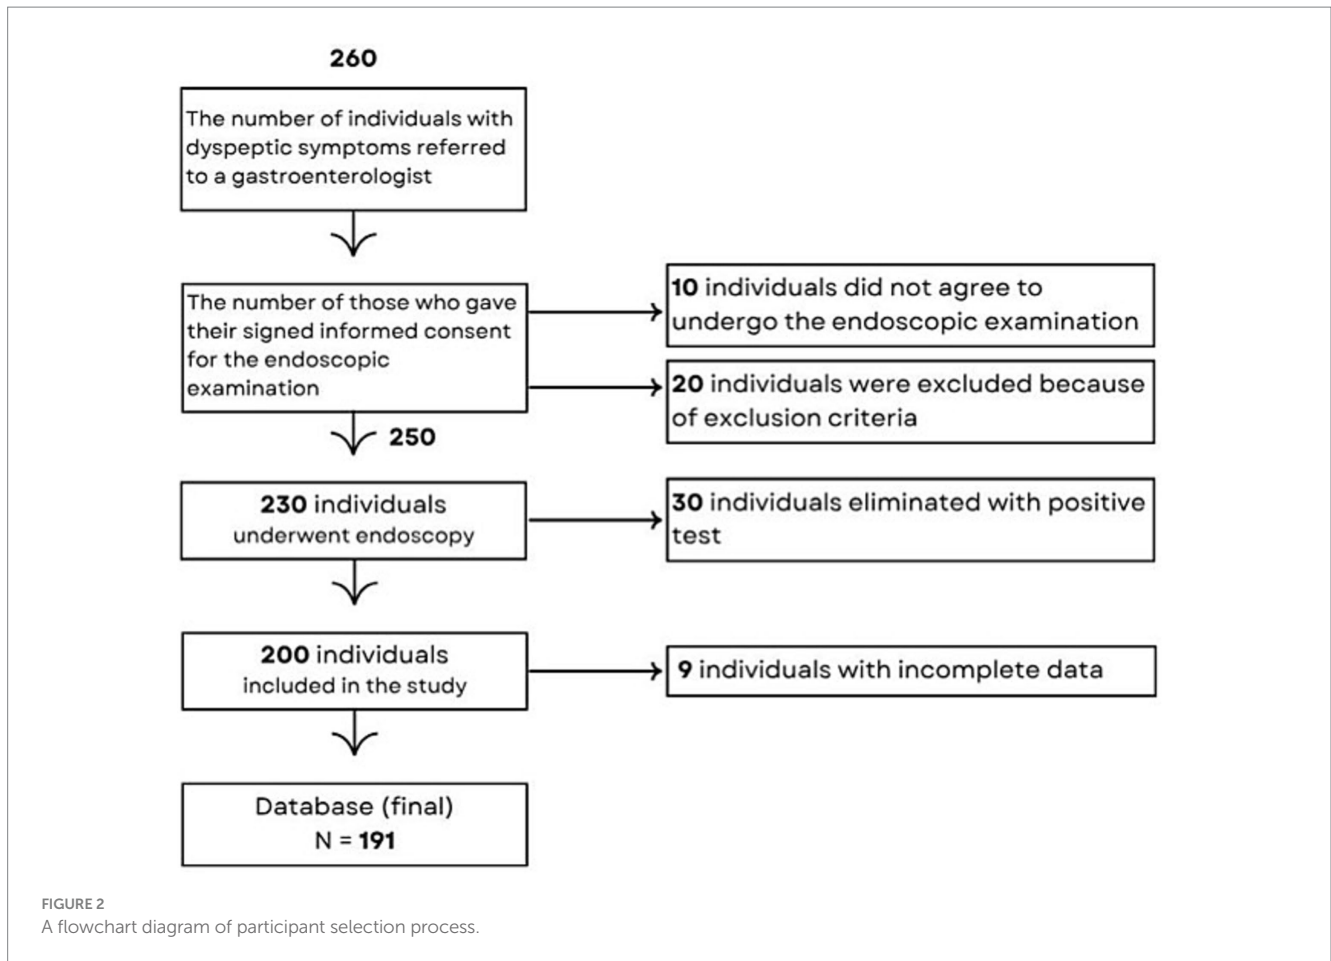 260
The number of individuals with
dyspeptic symptoms referred
to a gastroenterologist
The number of those who gave
their signed informed consent
for the endoscopic
examination
10 individuals did not agree to
undergo the endoscopic examination
20 individuals were excluded because
of exclusion criteria
250
230 individuals
underwent endoscopy
30 individuals eliminated with positive
test
200 individuals
included in the study
9 individuals with incomplete data
Database (final)
N = 191
FIGURE 2
A flowchart diagram of participant selection process.